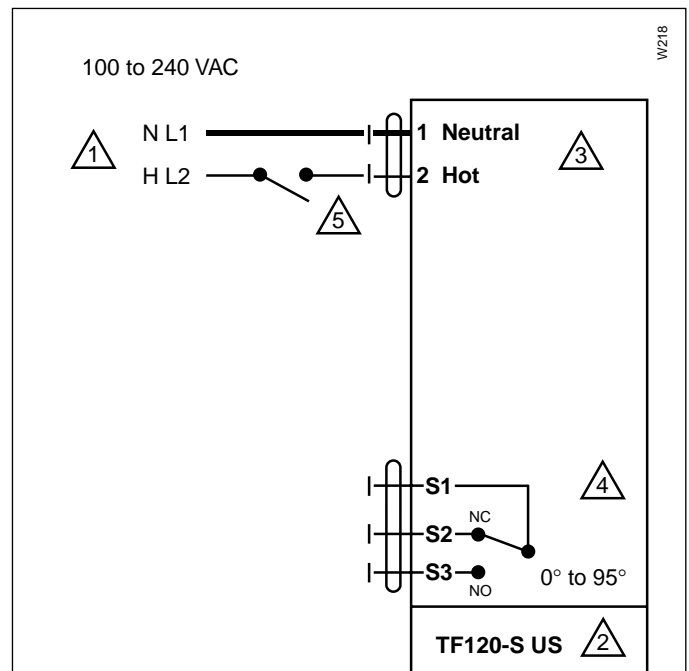 W218
100 to 240 VAC
N L1
1 Neutral
1
3
H L2
2 Hot
5
S1
4
NC
S2
S3
0° to 95°
NO
TF120-S US
2